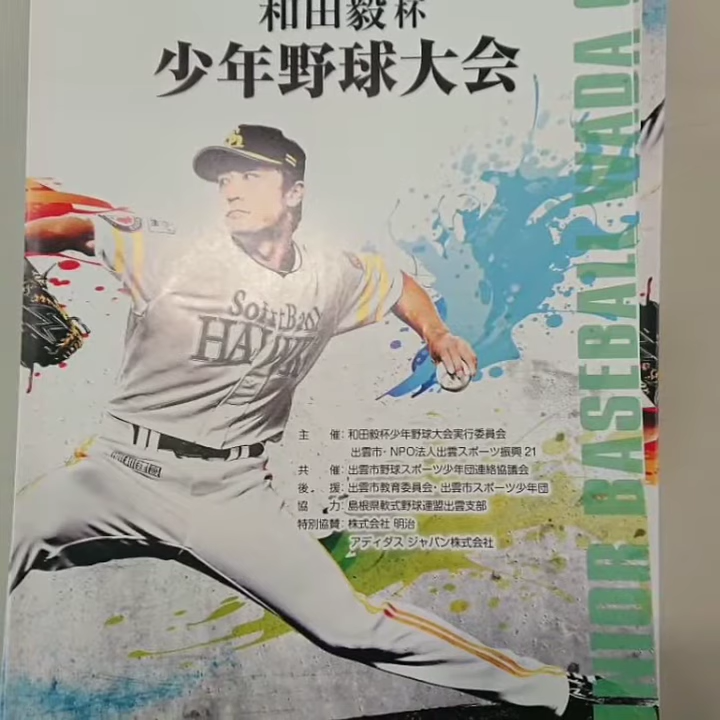 和田毅杯
少年野球大会
SoftBank
HAWKS
主 催:和田毅杯少年野球大会実行委員会
出雲市・NPO法人出雲スポーツ振興21
共 催:出雲市野球スポーツ少年団連絡協議会
後 援:出雲市教育委員会・出雲市スポーツ少年団
協 力:島根県軟式野球連盟出雲支部
特別協賛:株式会社 明治
アディダス ジャパン株式会社
BASEBALL WADA